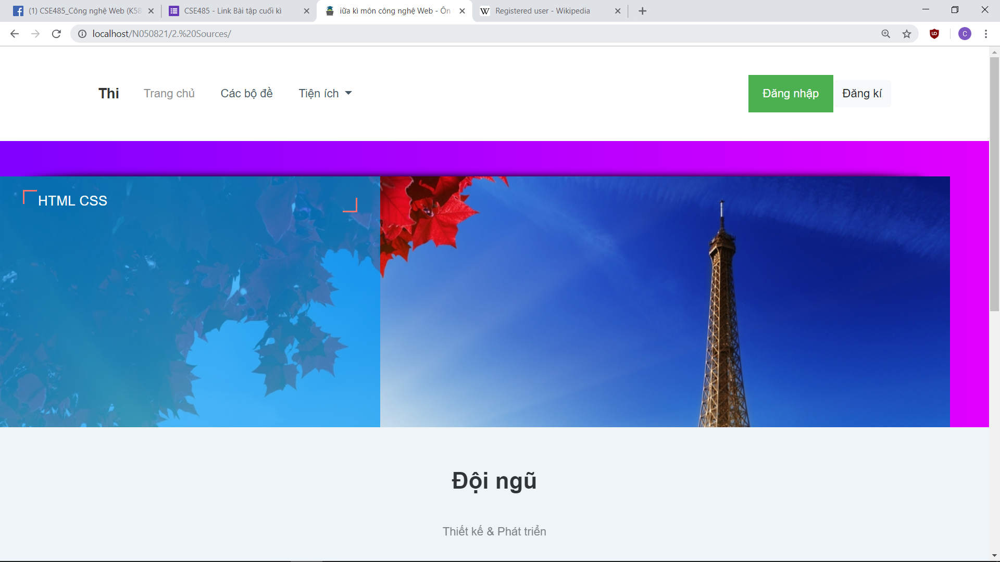 (1) CSE485_Công nghệ Web (K58
CSE485 - Link Bài tập cuối kì
iữa kì môn công nghệ Web - Ôn
Registered user - Wikipedia
localhost/N050821/2.%20Sources/
C
Thi
Trang chủ
Các bộ đề
Tiện ích
Đăng nhập
Đăng kí
HTML CSS
Đội ngũ
Thiết kế & Phát triển